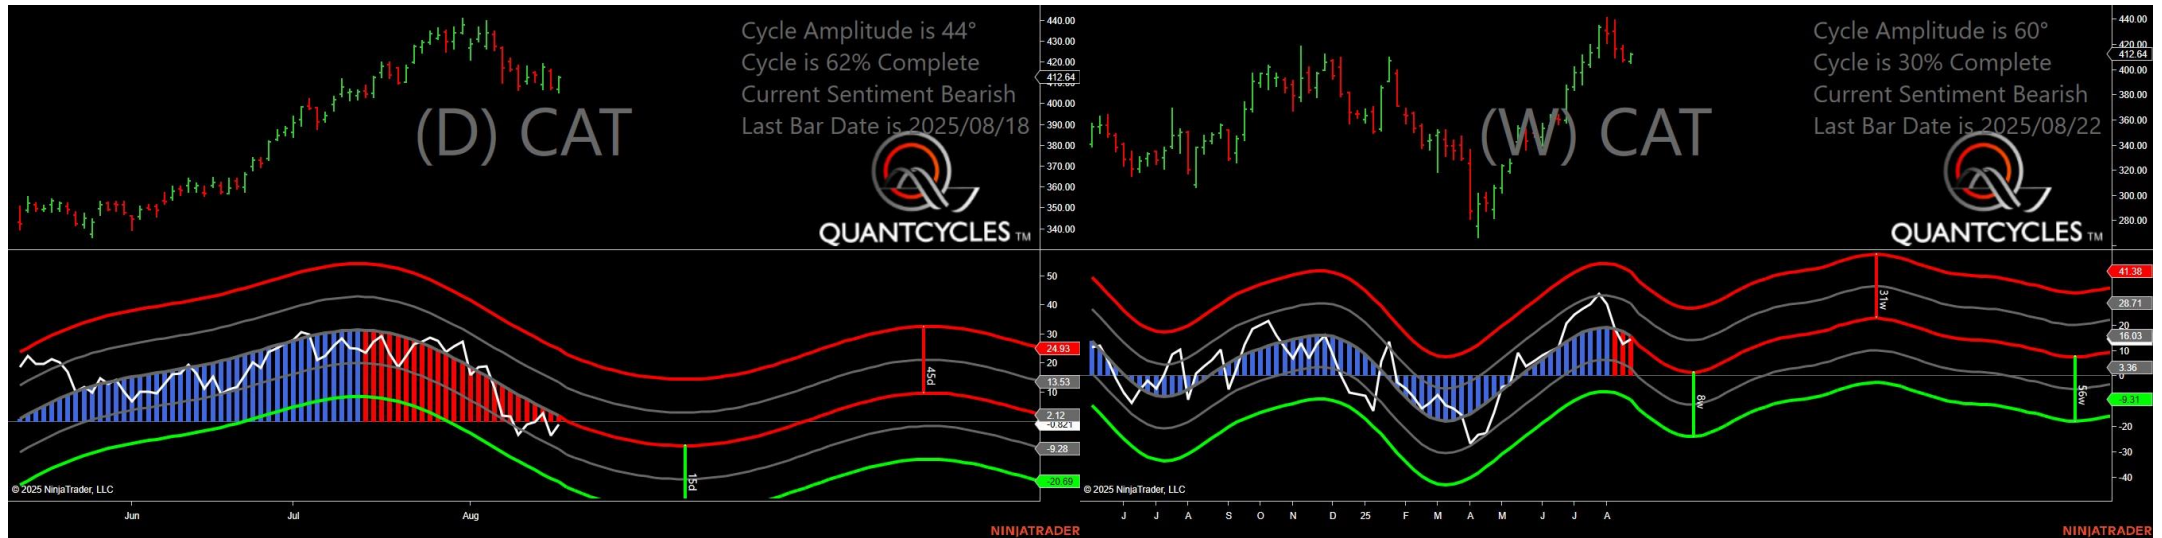 Cycle Amplitude is 44°
Cycle is 62% Complete
Current Sentiment Bearish
Last Bar Date is 2025/08/18
(D) CAT
QUANTCYCLES TM
440.00
430.00
420.00
412.64
400.00
390.00
380.00
370.00
360.00
350.00
340.00
50
40
30
24.93
20
13.53
10
2.12
-0.821
-9.28
-20.69
45d
15d
© 2025 NinjaTrader, LLC
Jun
Jul
Aug
NINJATRADER
Cycle Amplitude is 60°
Cycle is 30% Complete
Current Sentiment Bearish
Last Bar Date is 2025/08/22
(W) CAT
QUANTCYCLES TM
440.00
420.00
412.64
400.00
380.00
360.00
340.00
320.00
300.00
280.00
41.38
28.71
20
16.03
10
3.36
0
-9.31
-20
-30
-40
31w
8w
56w
© 2025 NinjaTrader, LLC
J J A S O N D 25 F M A M J J A
NINJATRADER